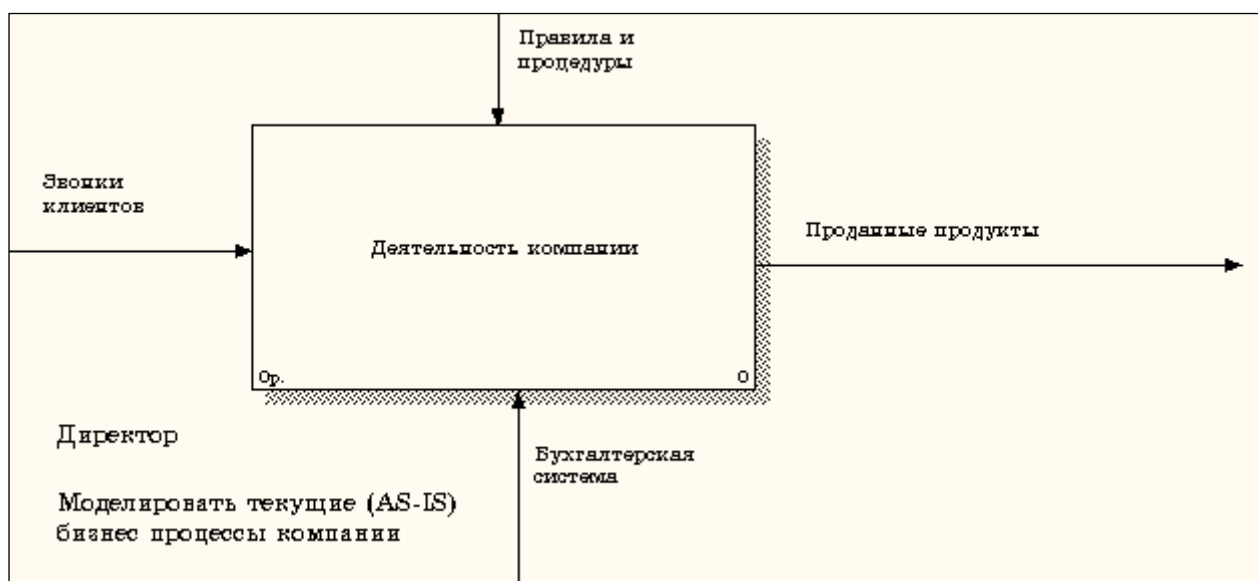 Правила и
процедуры
Звонки
клиентов
Деятельность компании
Проданные продукты
0р.
0
Директор
Бухгалтерская
система
Моделировать текущие (AS-IS)
бизнес процессы компании